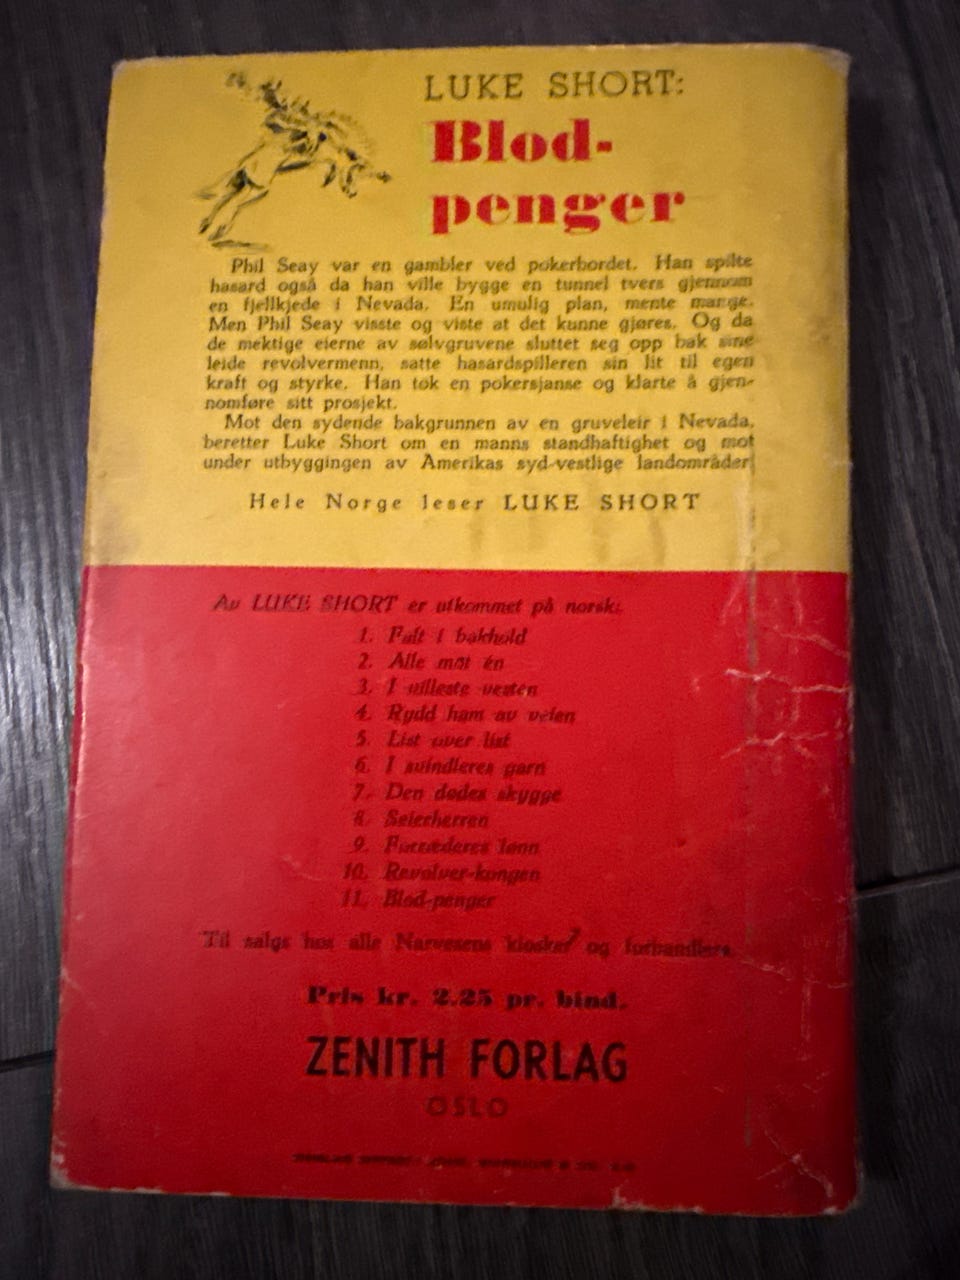 LUKE SHORT:
Blod-
penger
Phil Seay var en gambler ved pokerbordet. Han spilte
hasard også da han ville bygge en tunnel tvers gjennom
en fjellkjede i Nevada. En umulig plan, mente mange.
Men Phil Seay visste og viste at det kunne gjøres. Og da
de mektige eierne av sølvgruvene sluttet seg opp bak sine
leide revolvermenn, satte hasardspilleren sin lit til egen
kraft og styrke. Han tok en pokersjanse og klarte å gjen-
nomføre sitt prosjekt.
Mot den sydende bakgrunnen av en gruveleir i Nevada,
beretter Luke Short om en manns standhaftighet og mot
under utbyggingen av Amerikas syd-vestlige landområder
Hele Norge leser LUKE SHORT
Av LUKE SHORT er utkommet på norsk:
1. Falt i bakhold
2. Alle mot én
3. I villeste vesten
4. Rydd ham av veien
5. List over list
6. I svindleres garn
7. Den dødes skygge
8. Seierherren
9. Forræderes lønn
10. Revolver-kongen
11. Blod-penger
Til salgs hos alle Narvesens kiosker og forhandlere
Pris kr. 2.25 pr. bind.
ZENITH FORLAG
OSLO